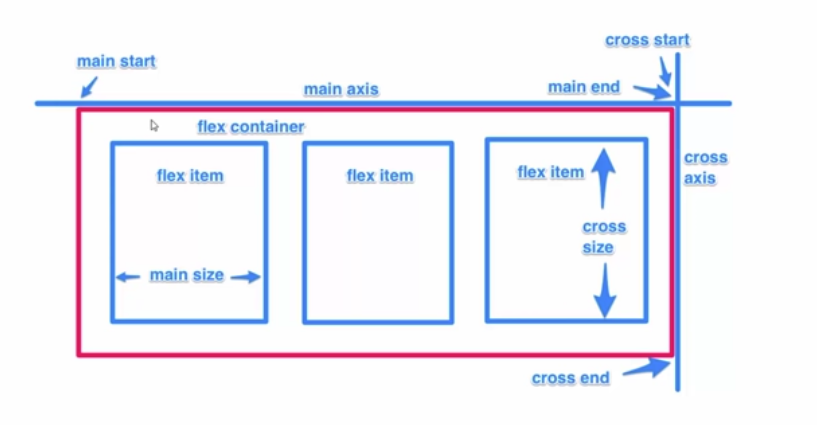 cross start
main start
main axis
main end
flex container
cross
axis
flex item
flex item
flex item
cross
size
main size
cross end